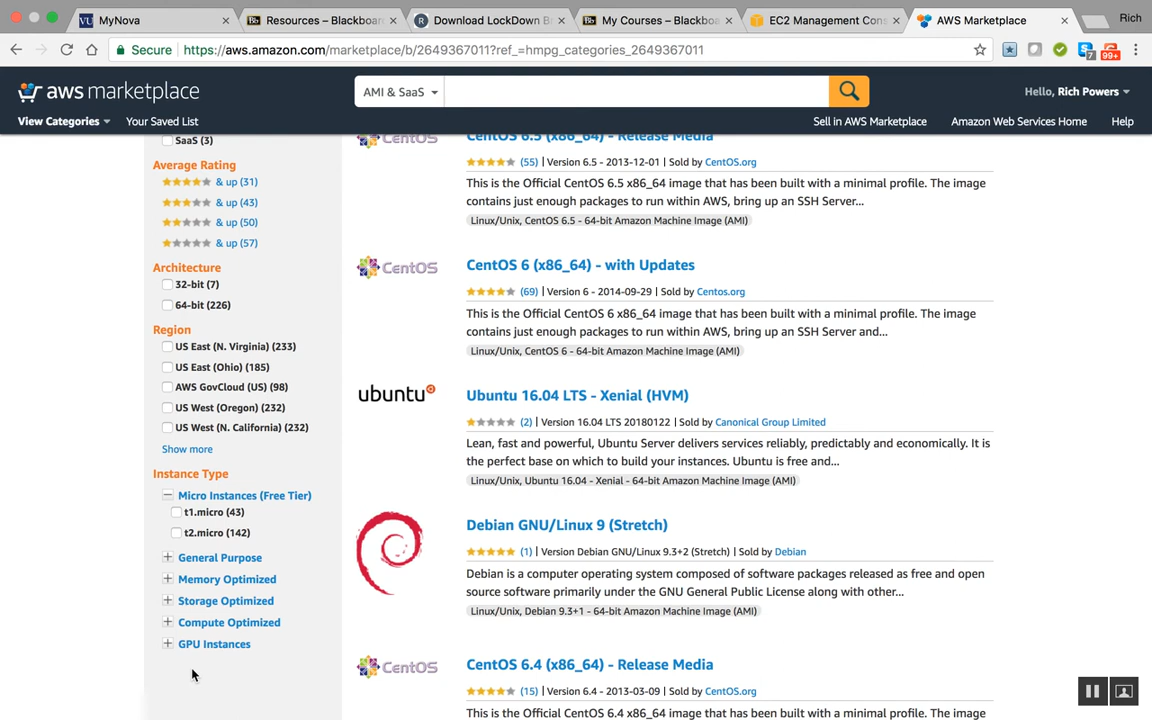 MyNova
Resources – Blackboar
Download LockDown B
My Courses – Blackboa
EC2 Management Con
AWS Marketplace
Rich
Secure
https://aws.amazon.com/marketplace/b/2649367011?ref_=hmpg_categories_2649367011
7
99+
aws marketplace
AMI & SaaS
Hello, Rich Powers
View Categories
Your Saved List
Sell in AWS Marketplace
Amazon Web Services Home
Help
SaaS (3)
Average Rating
& up (31)
& up (43)
& up (50)
& up (57)
Architecture
32-bit (7)
64-bit (226)
Region
US East (N. Virginia) (233)
US East (Ohio) (185)
AWS GovCloud (US) (98)
US West (Oregon) (232)
US West (N. California) (232)
Show more
Instance Type
Micro Instances (Free Tier)
t1.micro (43)
t2.micro (142)
General Purpose
Memory Optimized
Storage Optimized
Compute Optimized
GPU Instances
CentOS
CentOS 6.5 (x86_64) - Release Media
(55) | Version 6.5 - 2013-12-01 | Sold by CentOS.org
This is the Official CentOS 6.5 x86_64 image that has been built with a minimal profile. The image
contains just enough packages to run within AWS, bring up an SSH Server...
Linux/Unix, CentOS 6.5 - 64-bit Amazon Machine Image (AMI)
CentOS
CentOS 6 (x86_64) - with Updates
(69) | Version 6 - 2014-09-29 | Sold by Centos.org
This is the Official CentOS 6 x86_64 image that has been built with a minimal profile. The image
contains just enough packages to run within AWS, bring up an SSH Server and...
Linux/Unix, CentOS 6 - 64-bit Amazon Machine Image (AMI)
ubuntu
Ubuntu 16.04 LTS - Xenial (HVM)
(2) | Version 16.04 LTS 20180122 | Sold by Canonical Group Limited
Lean, fast and powerful, Ubuntu Server delivers services reliably, predictably and economically. It is
the perfect base on which to build your instances. Ubuntu is free and...
Linux/Unix, Ubuntu 16.04 - Xenial - 64-bit Amazon Machine Image (AMI)
Debian GNU/Linux 9 (Stretch)
(1) | Version Debian GNU/Linux 9.3+2 (Stretch) | Sold by Debian
Debian is a computer operating system composed of software packages released as free and open
source software primarily under the GNU General Public License along with other...
Linux/Unix, Debian 9.3+1 - 64-bit Amazon Machine Image (AMI)
CentOS
CentOS 6.4 (x86_64) - Release Media
(15) | Version 6.4 - 2013-03-09 | Sold by CentOS.org
This is the Official CentOS 6.4 x86_64 image that has been built with a minimal profile. The image